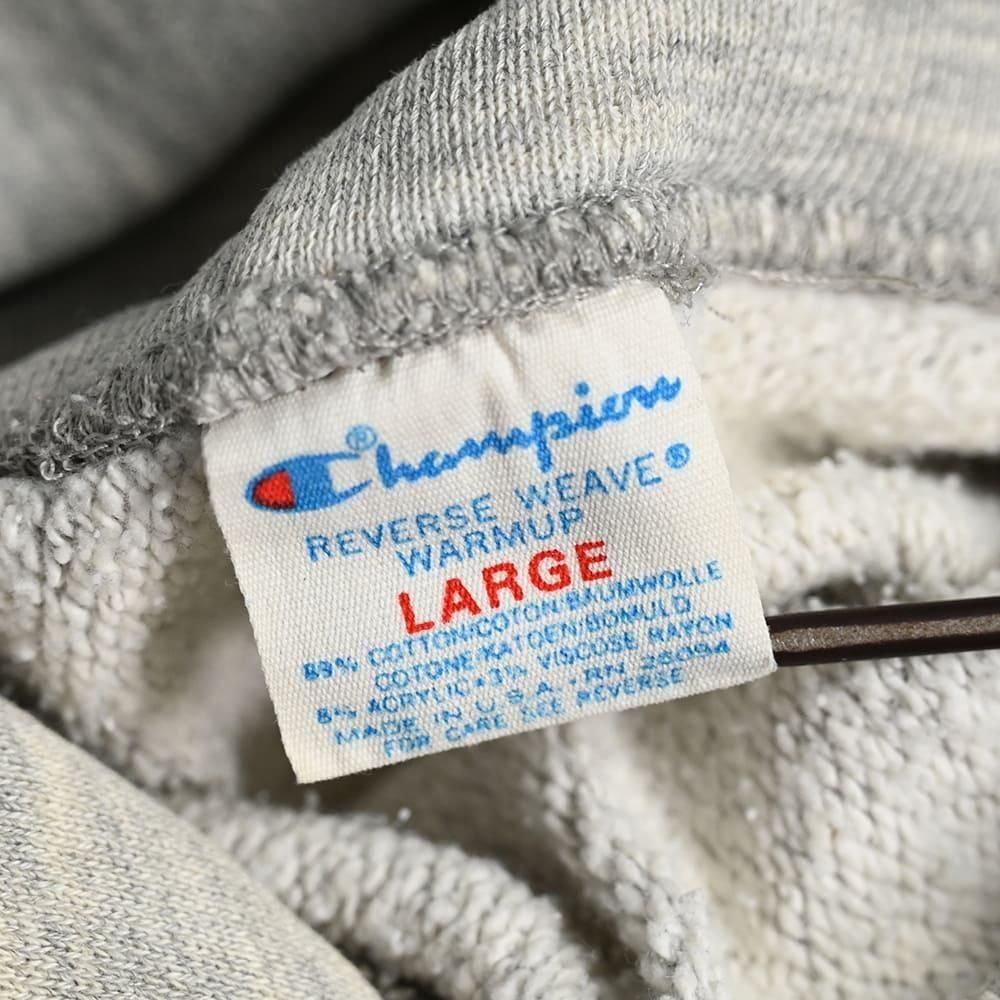 Champion®
REVERSE WEAVE®
WARMUP
LARGE
89% COTTON/COTON/BAUMWOLLE
COTONE/KATOEN/BOMULD
8% ACRYLIC • 3% VISCOSE RAYON
MADE IN U.S.A. • RN 26094
FOR CARE SEE REVERSE